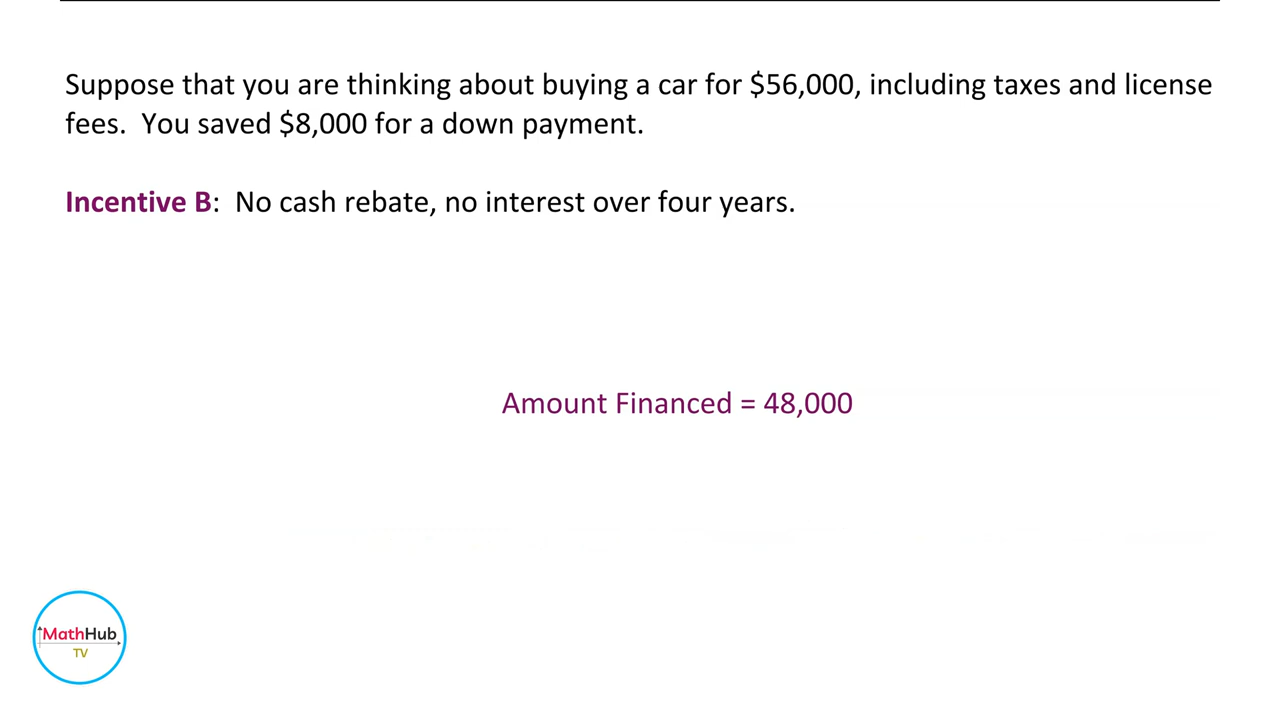 Suppose that you are thinking about buying a car for $56,000, including taxes and license
fees.  You saved $8,000 for a down payment.
Incentive B:  No cash rebate, no interest over four years.
Amount Financed = 48,000
MathHub
TV